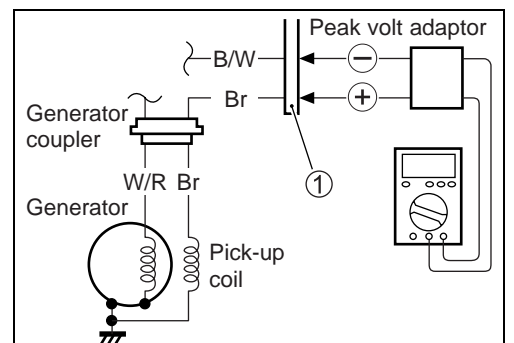 Peak volt adaptor
B/W
−
Br
+
Generator
coupler
1
W/R Br
Generator
Pick-up
coil